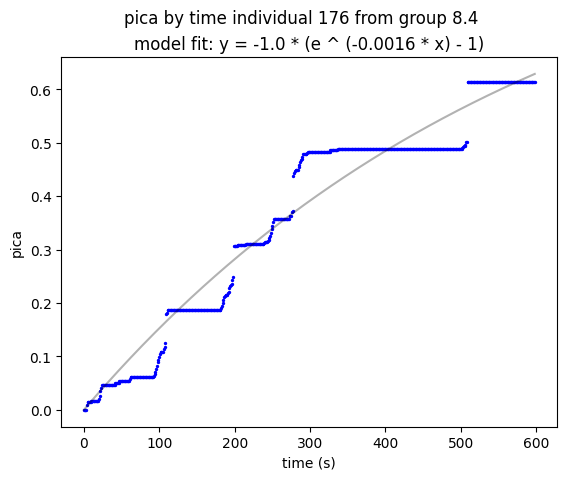 pica by time individual 176 from group 8.4
model fit: y = -1.0 * (e ^ (-0.0016 * x) - 1)
0.6
0.5
0.4
0.3
0.2
0.1
0.0
pica
0 100 200 300 400 500 600
time (s)